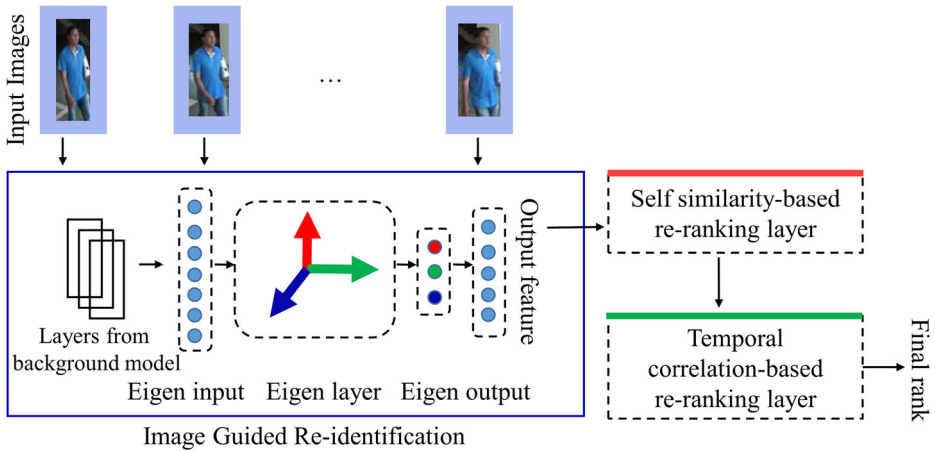 Input Images
...
Layers from
background model
Eigen input
Eigen layer
Eigen output
Output feature
Image Guided Re-identification
Self similarity-based
re-ranking layer
Temporal
correlation-based
re-ranking layer
Final rank